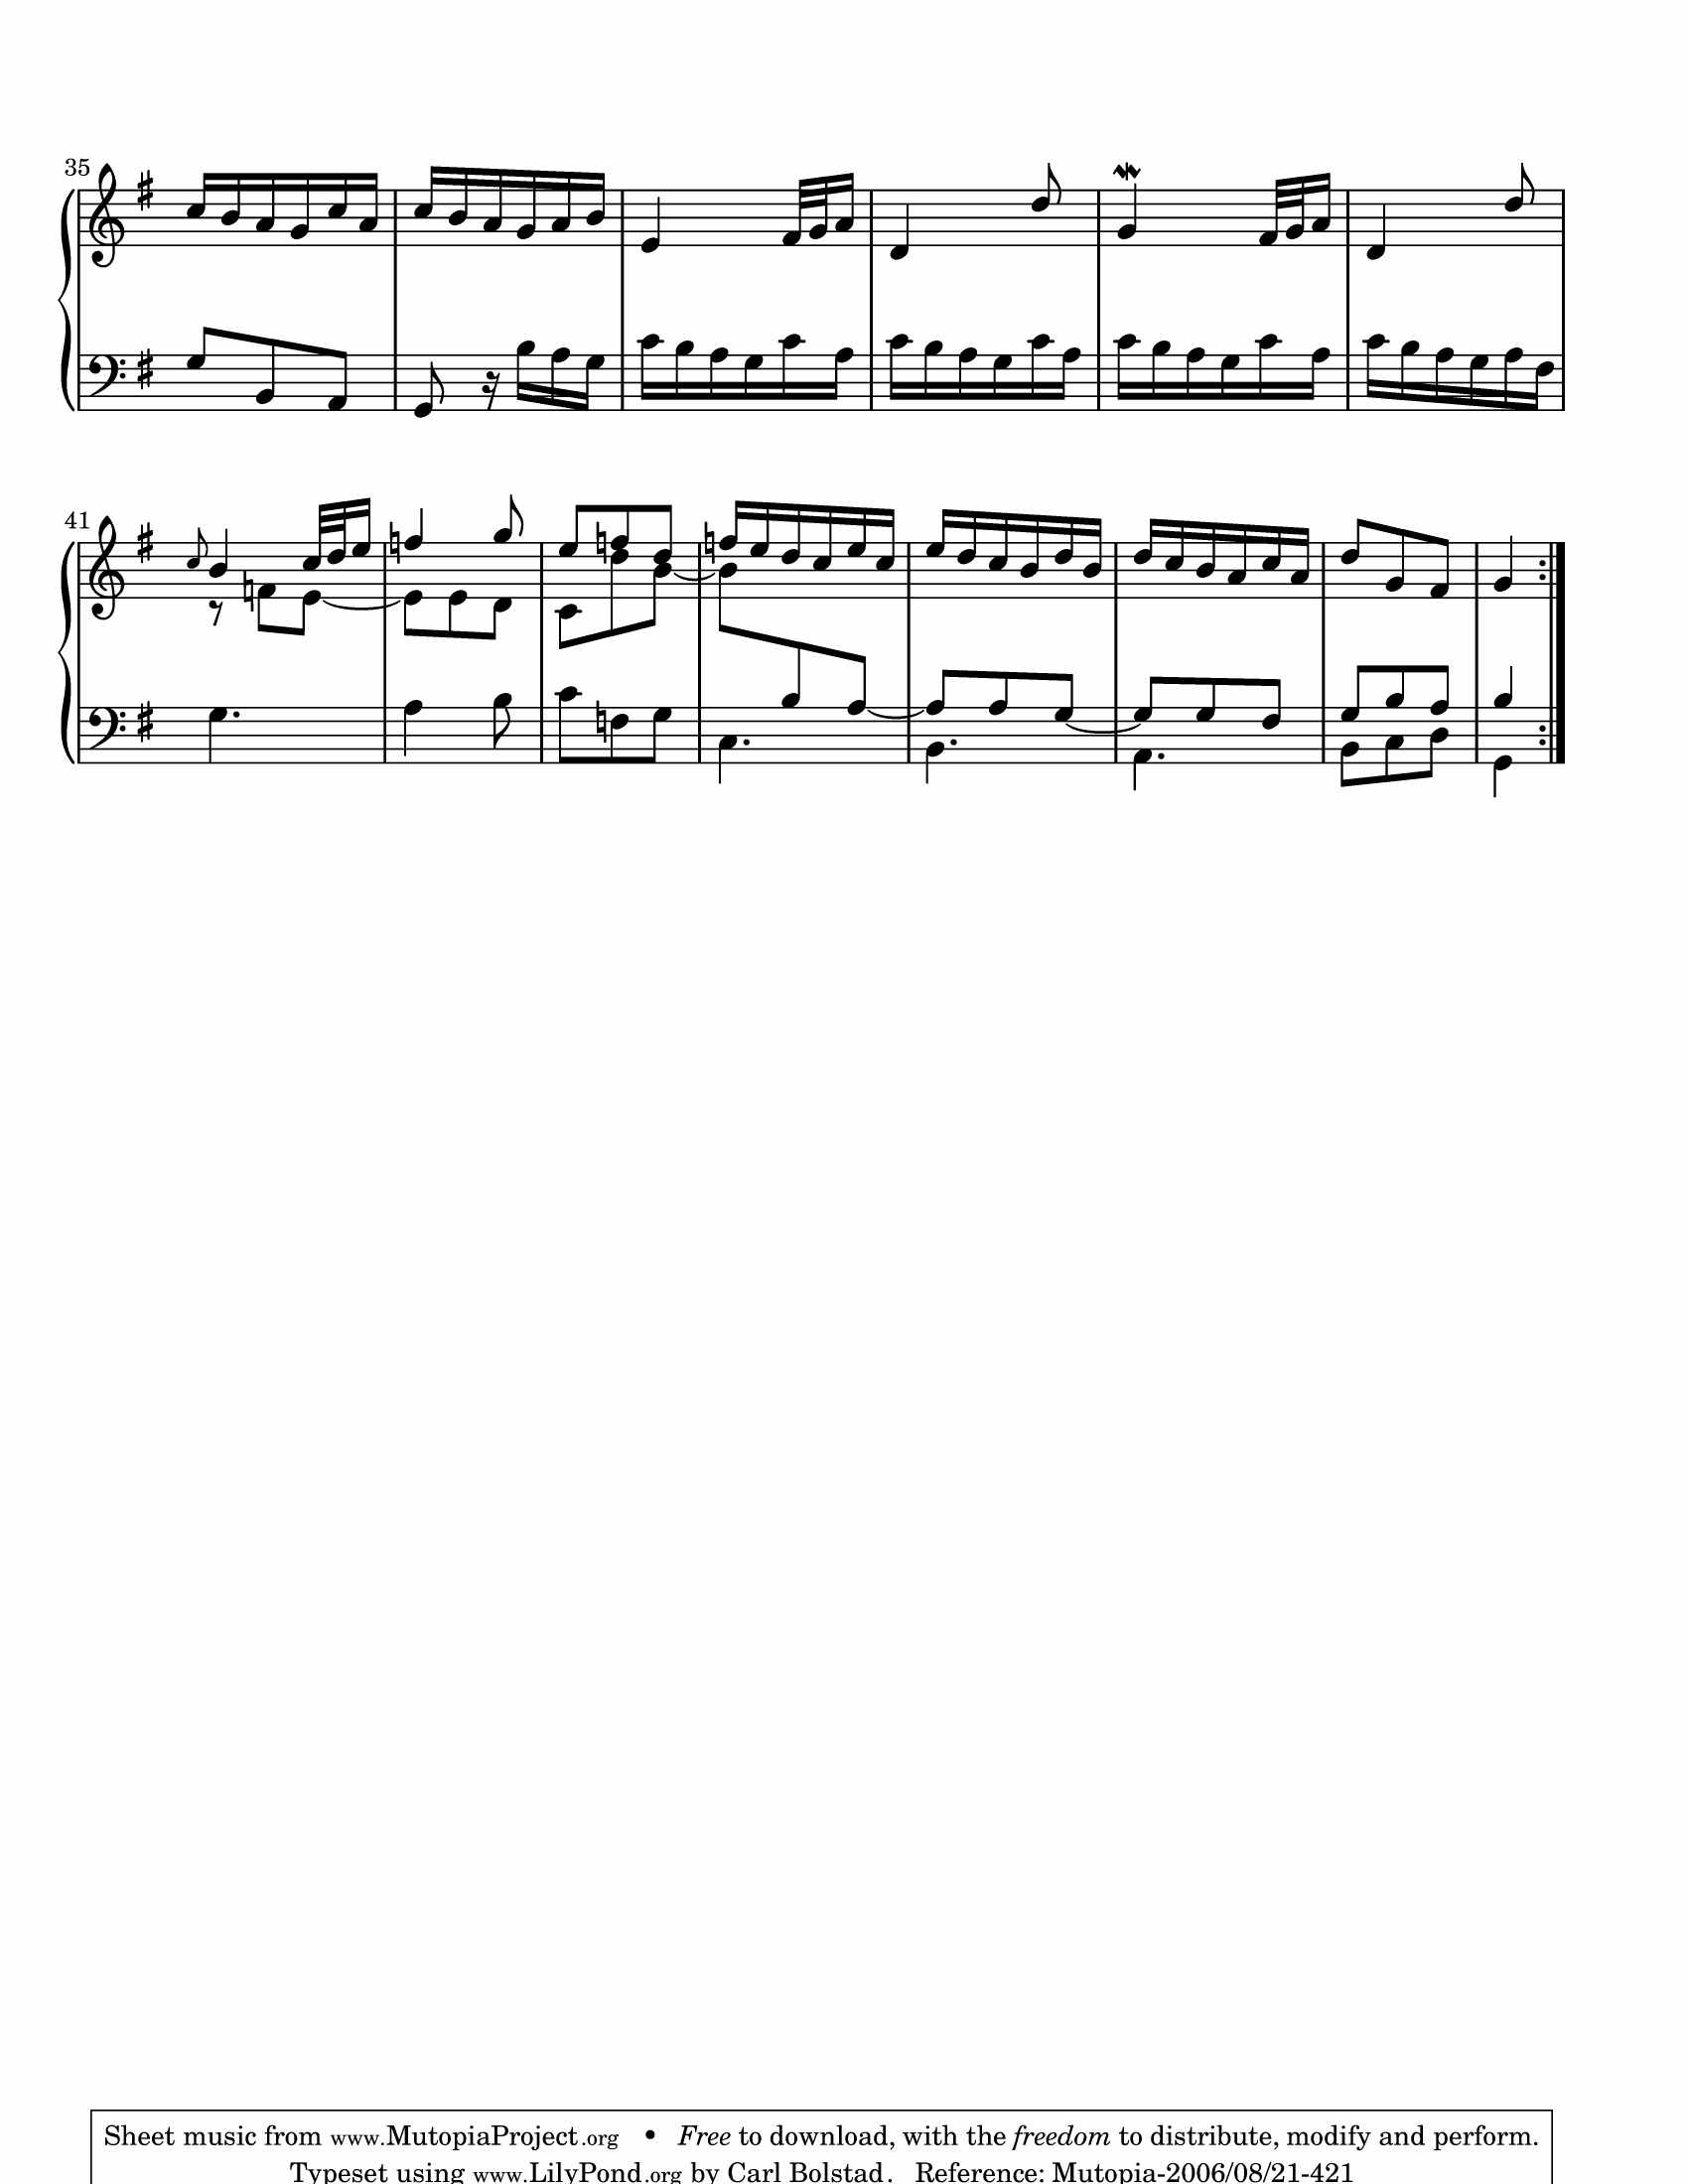 35
41
Sheet music from www.MutopiaProject.org • Free to download, with the freedom to distribute, modify and perform.
Typeset using www.LilyPond.org by Carl Bolstad. Reference: Mutopia-2006/08/21-421